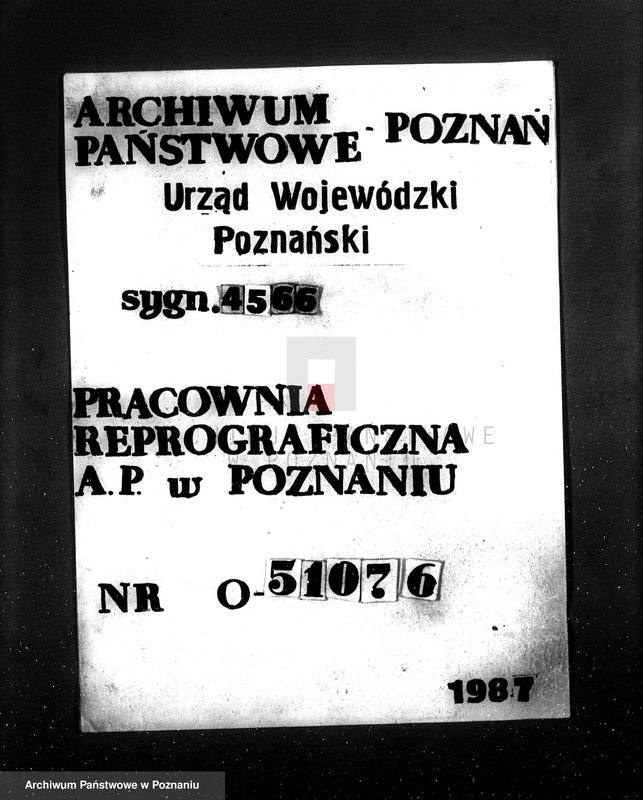 ARCHIWUM
PAŃSTWOWE - POZNAŃ
Urząd Wojewódzki
Poznański
sygn. 4566
PRACOWNIA
REPROGRAFICZNA
A.P. w POZNANIU
NR O-51076
1987
Archiwum Państwowe w Poznaniu